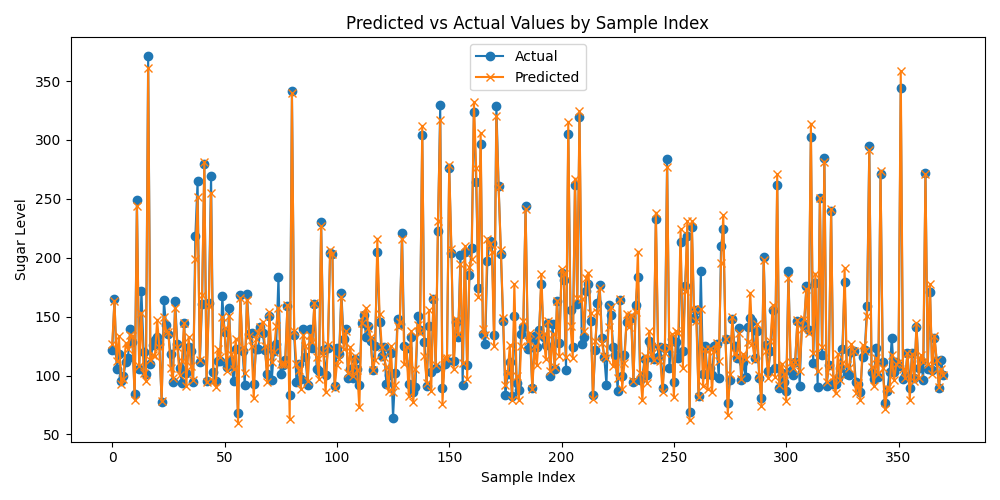 Predicted vs Actual Values by Sample Index
Actual
Predicted
Sugar Level
350
300
250
200
150
100
50
0 50 100 150 200 250 300 350
Sample Index